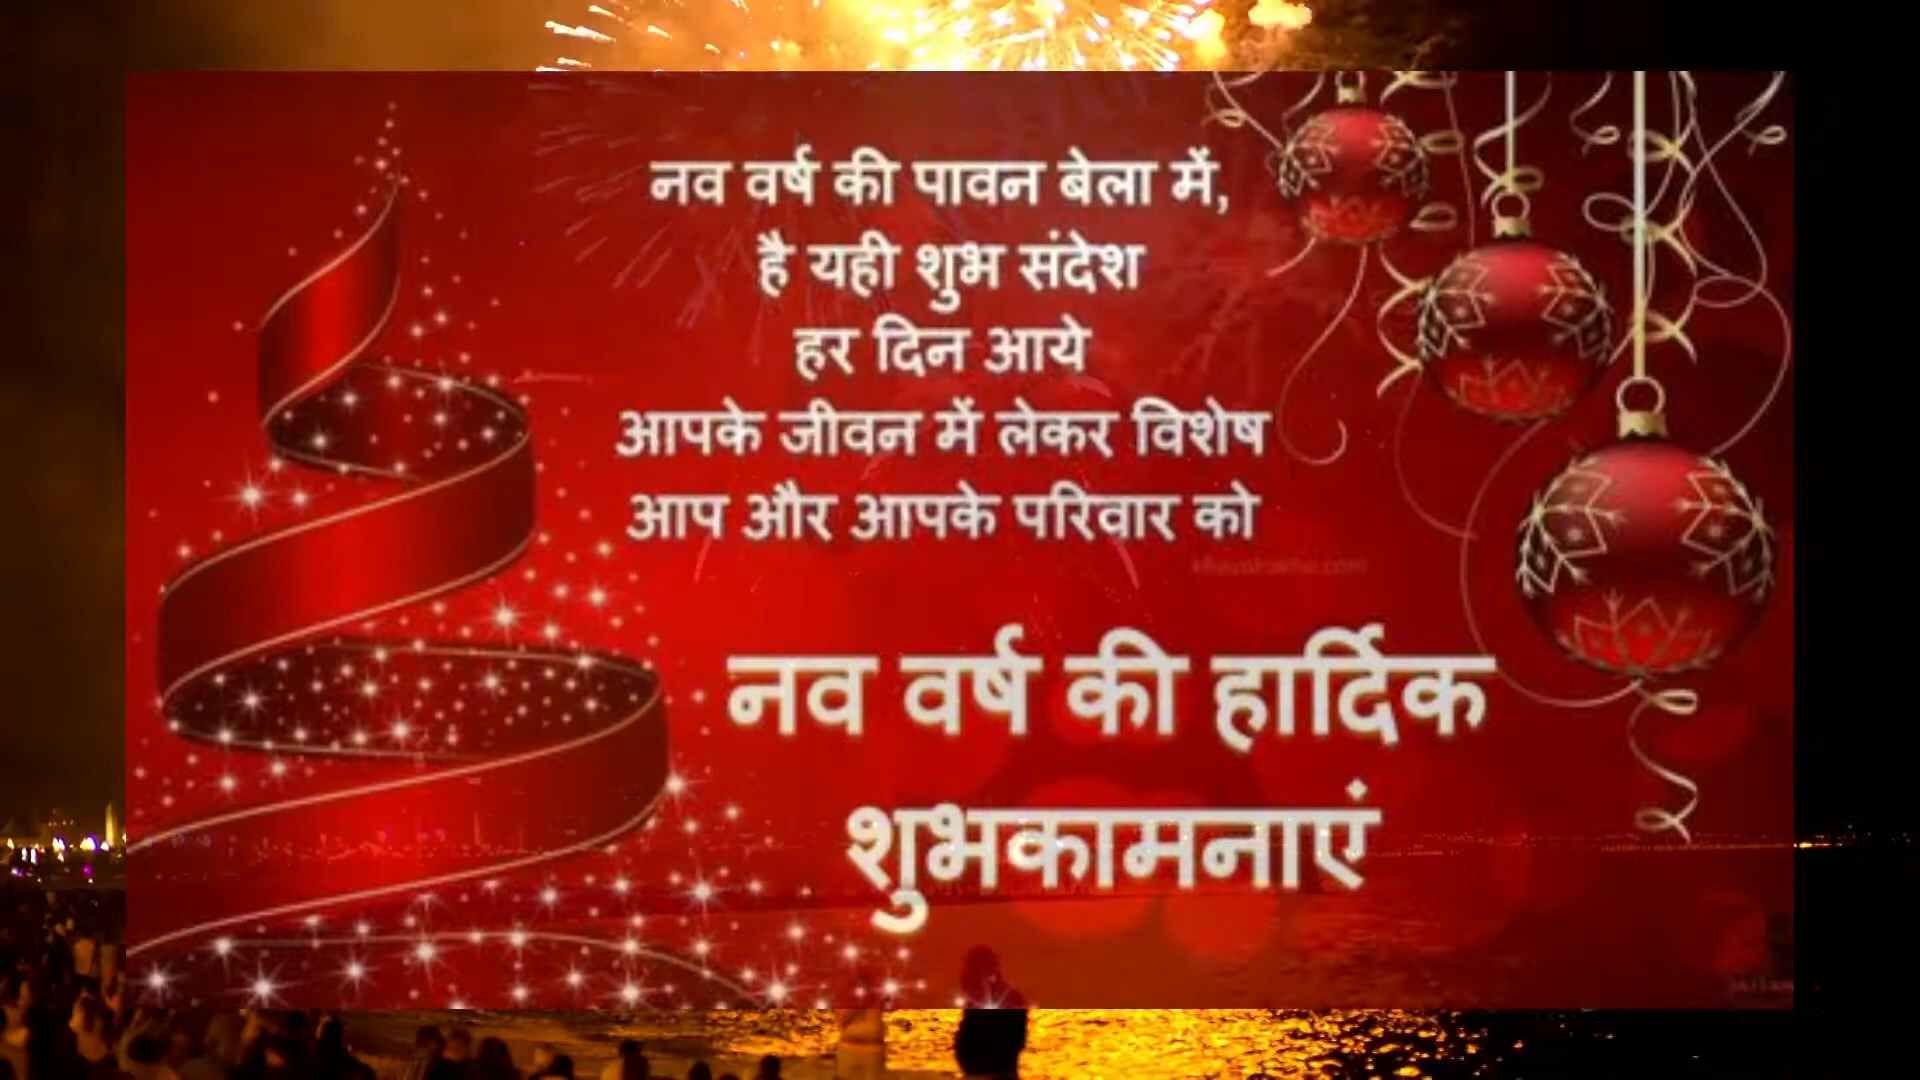 नव वर्ष की पावन बेला में,
है यही शुभ संदेश
हर दिन आये
आपके जीवन में लेकर विशेष
आप और आपके परिवार को
नव वर्ष की हार्दिक
शुभकामनाएं